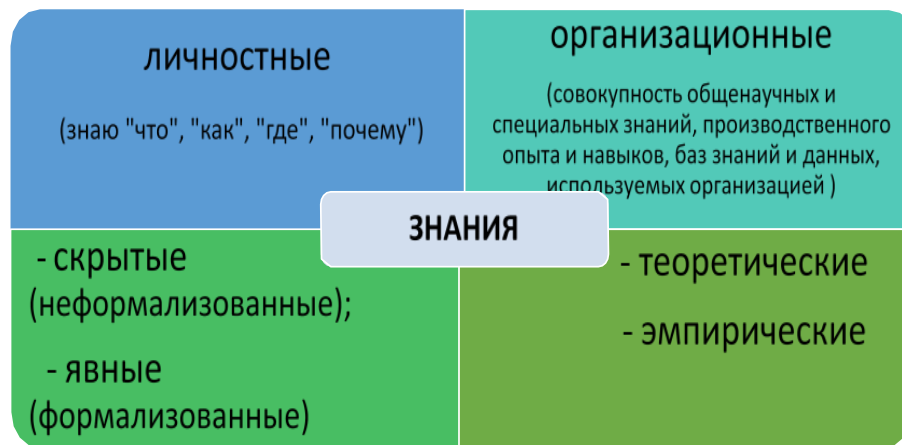 личностные
(знаю "что", "как", "где", "почему")
организационные
(совокупность общенаучных и
специальных знаний, производственного
опыта и навыков, баз знаний и данных,
используемых организацией )
ЗНАНИЯ
- скрытые
(неформализованные);
- явные
(формализованные)
- теоретические
- эмпирические